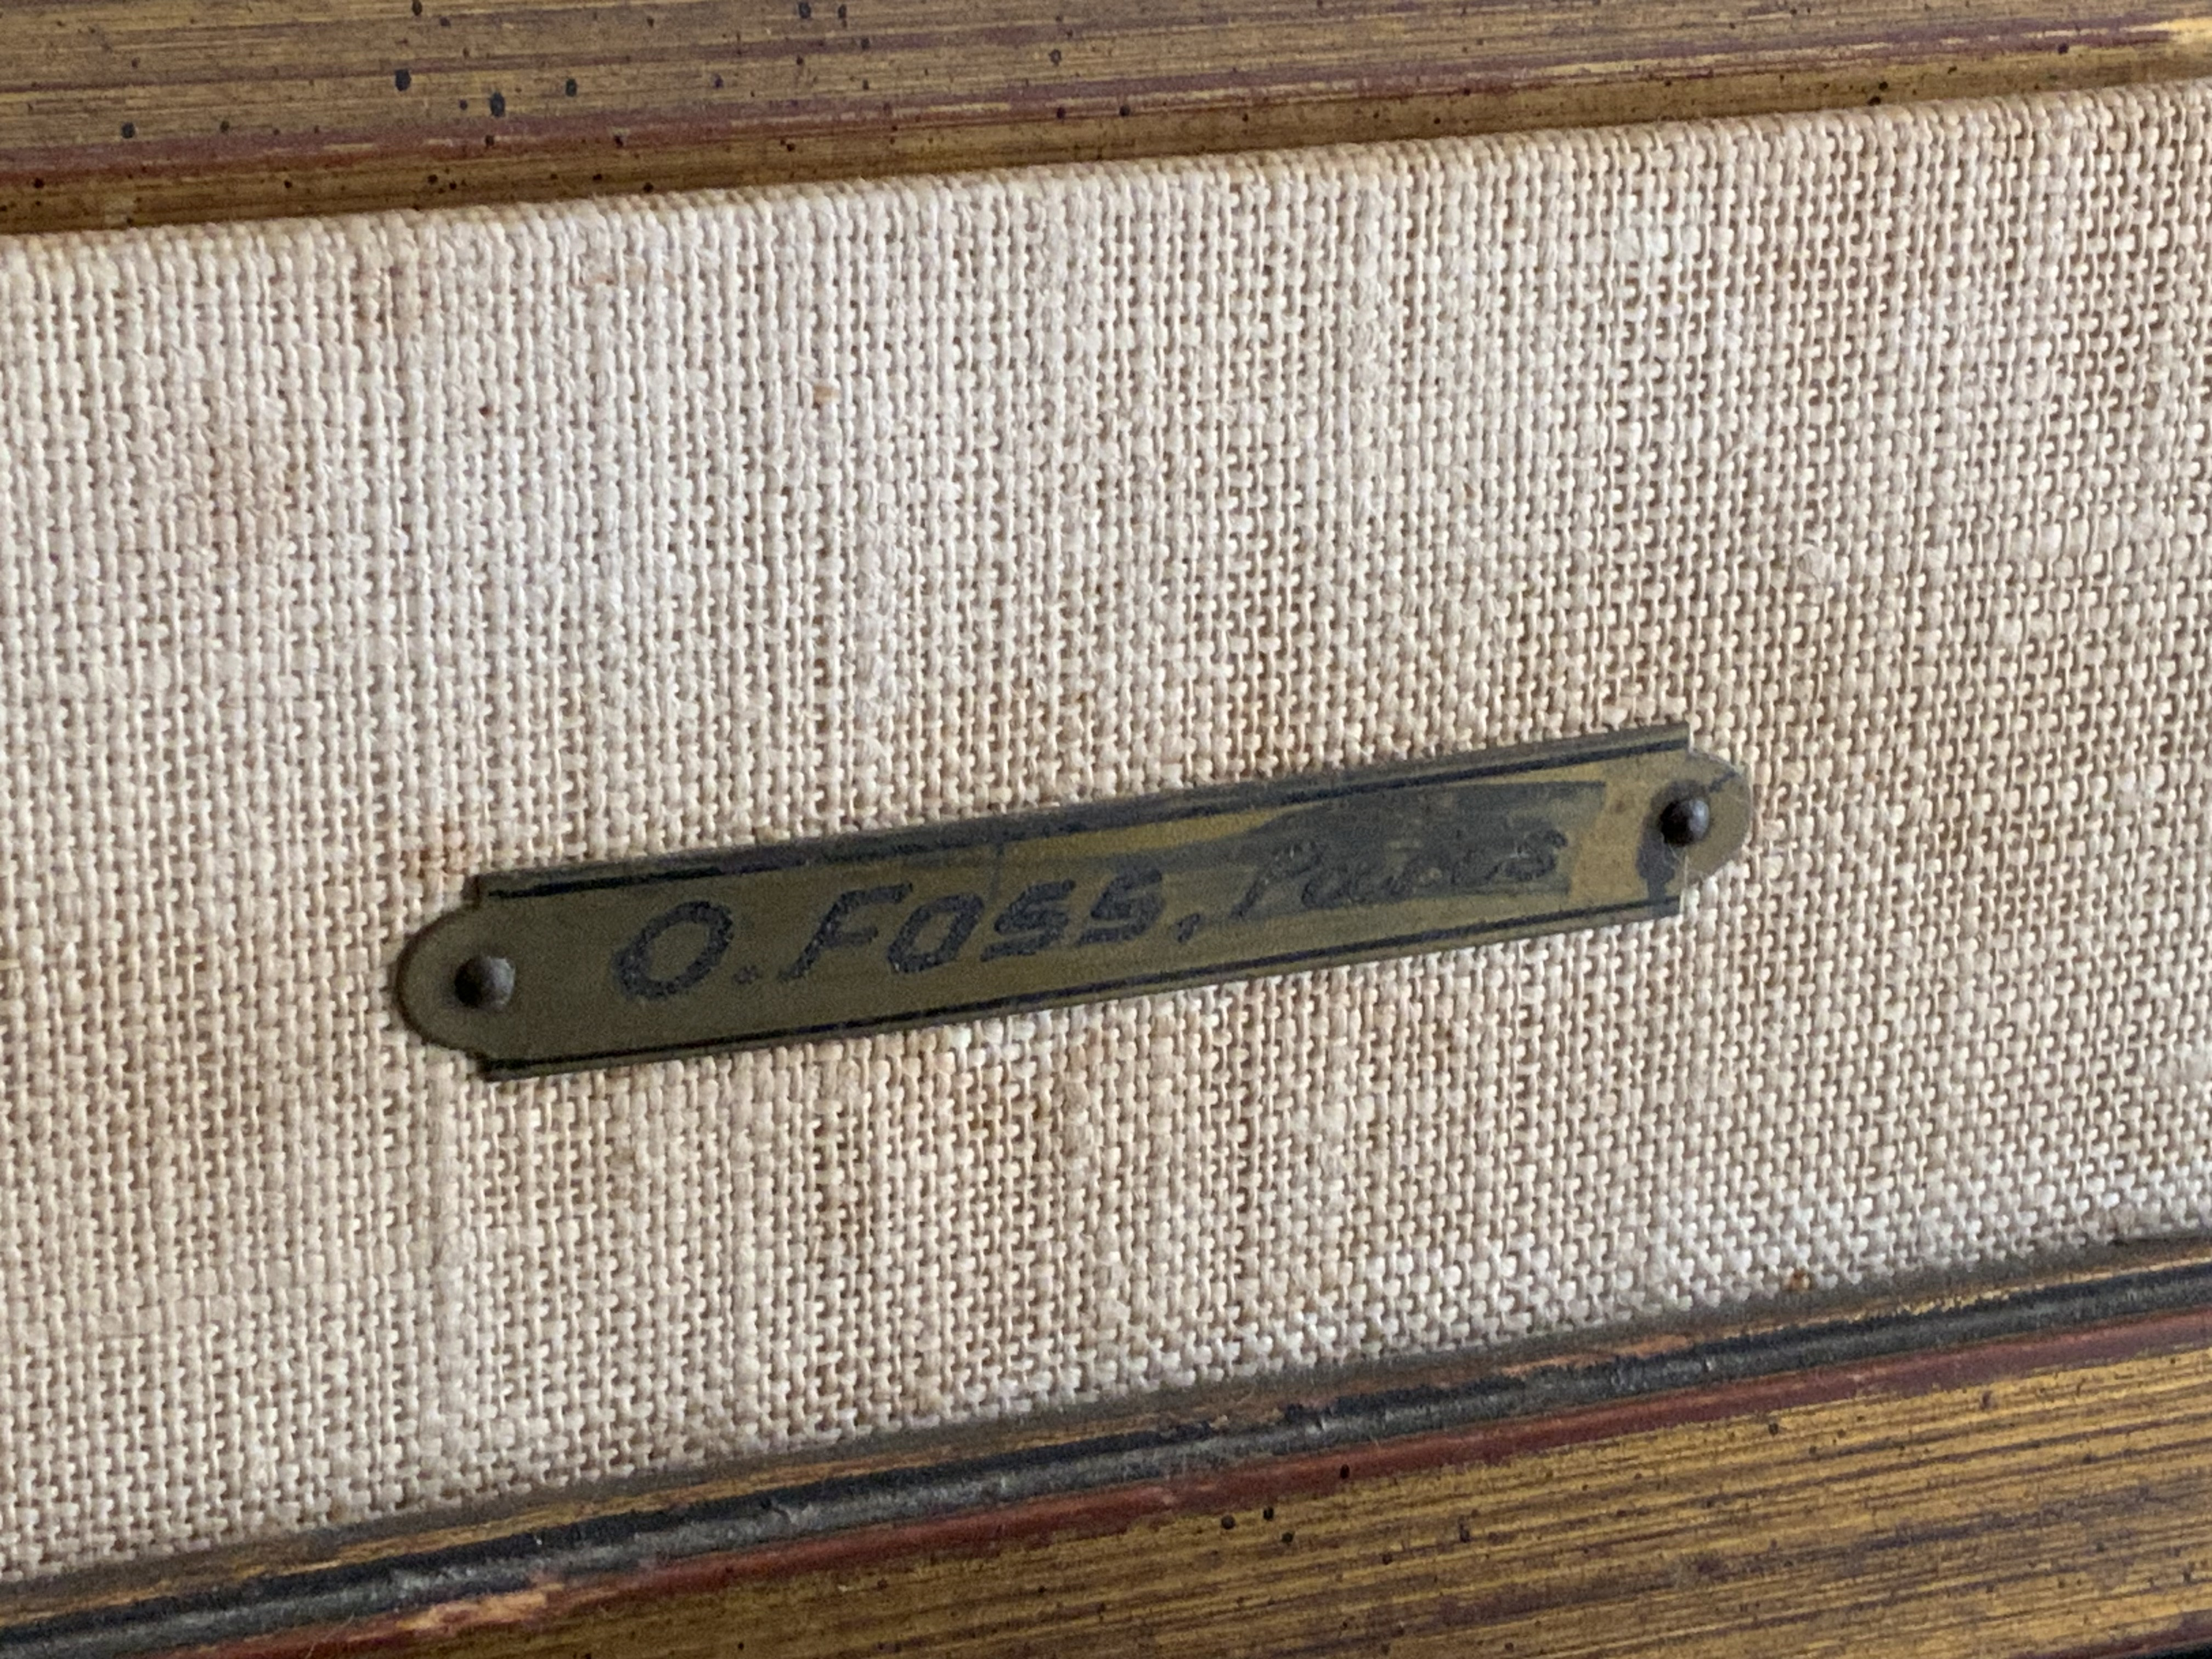 O. FOSS, Paris